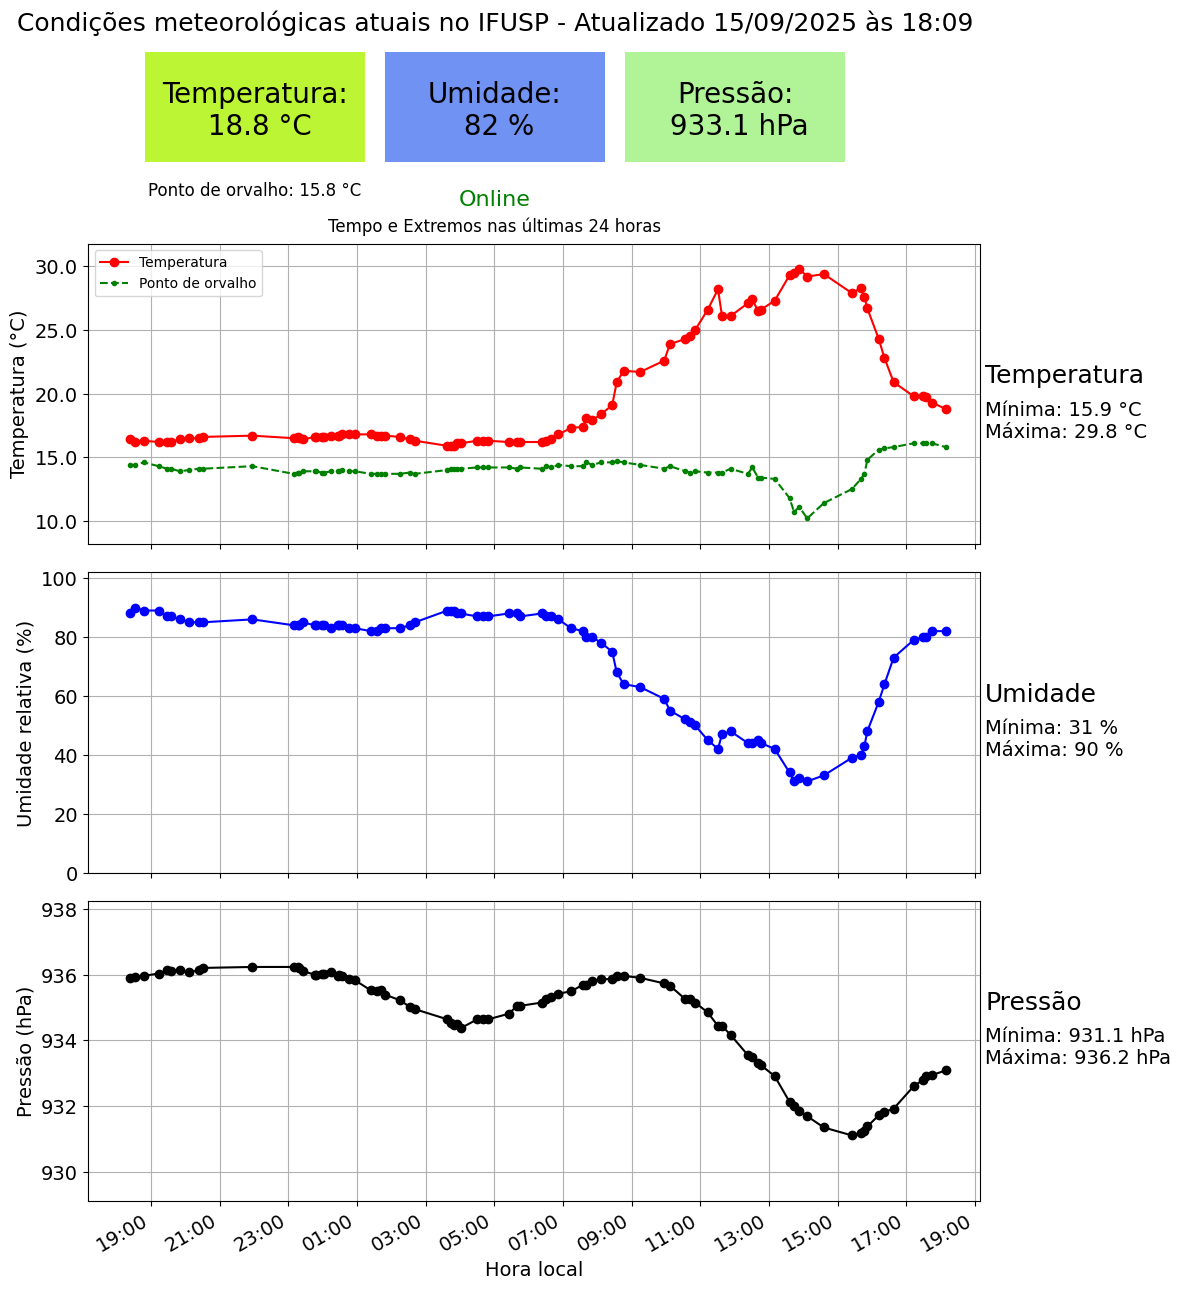 Condições meteorológicas atuais no IFUSP - Atualizado 15/09/2025 às 18:09
Temperatura:
18.8 °C
Umidade:
82 %
Pressão:
933.1 hPa
Ponto de orvalho: 15.8 °C
Online
Tempo e Extremos nas últimas 24 horas
Temperatura
Ponto de orvalho
Temperatura (°C)
30.0
25.0
20.0
15.0
10.0
Temperatura
Mínima: 15.9 °C
Máxima: 29.8 °C
Umidade relativa (%)
100
80
60
40
20
0
Umidade
Mínima: 31 %
Máxima: 90 %
Pressão (hPa)
938
936
934
932
930
Pressão
Mínima: 931.1 hPa
Máxima: 936.2 hPa
19:00 21:00 23:00 01:00 03:00 05:00 07:00 09:00 11:00 13:00 15:00 17:00 19:00
Hora local